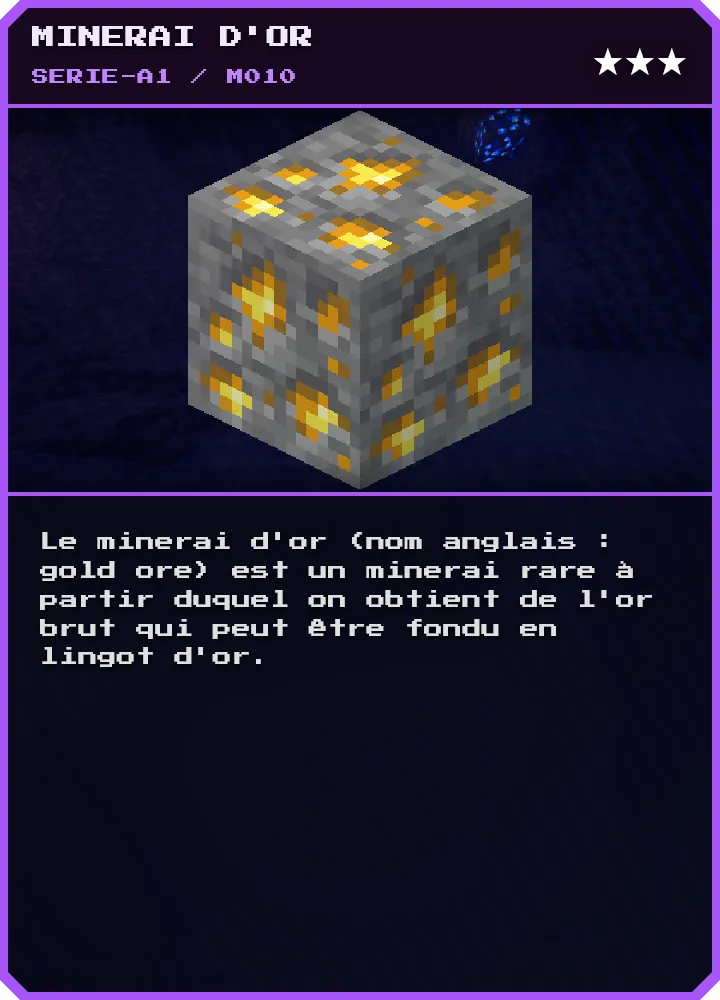 MINERAI D'OR
SERIE-A1 / M010
★★★
Le minerai d'or (nom anglais :
gold ore) est un minerai rare à
partir duquel on obtient de l'or
brut qui peut être fondu en
lingot d'or.